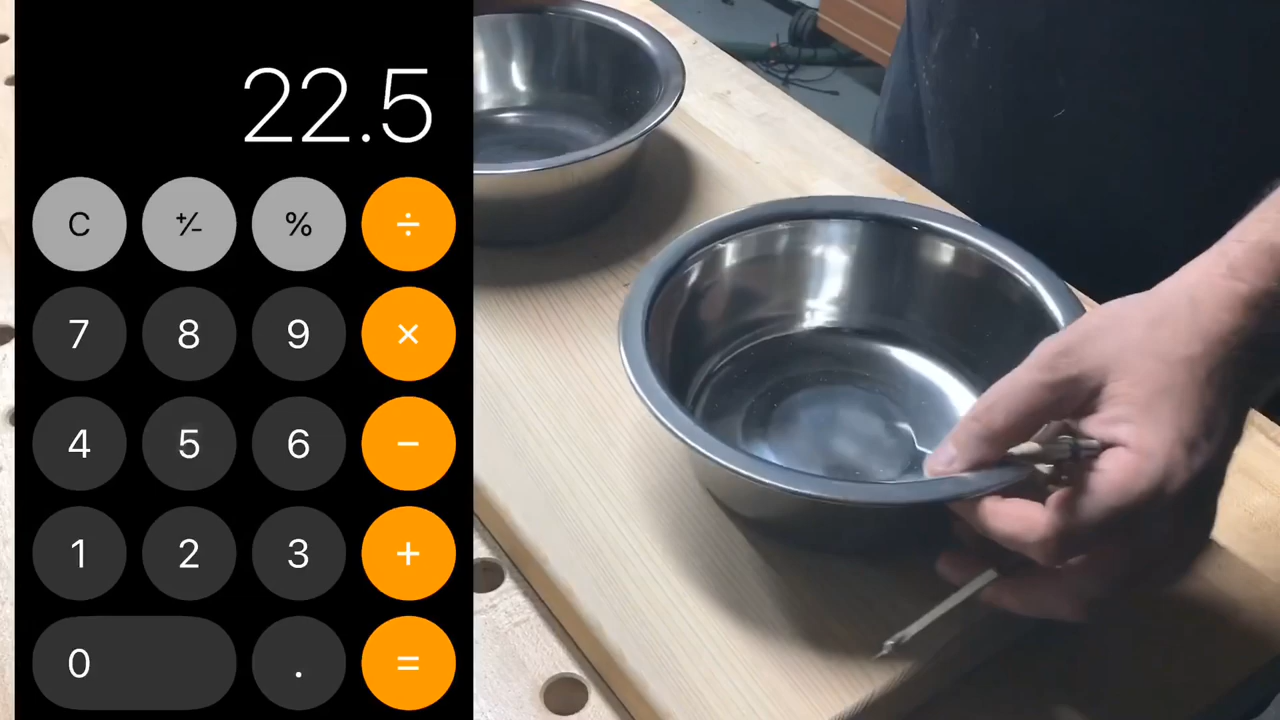 22.5
C ⁺∕₋ % ÷
7 8 9 ×
4 5 6 −
1 2 3 +
0 . =